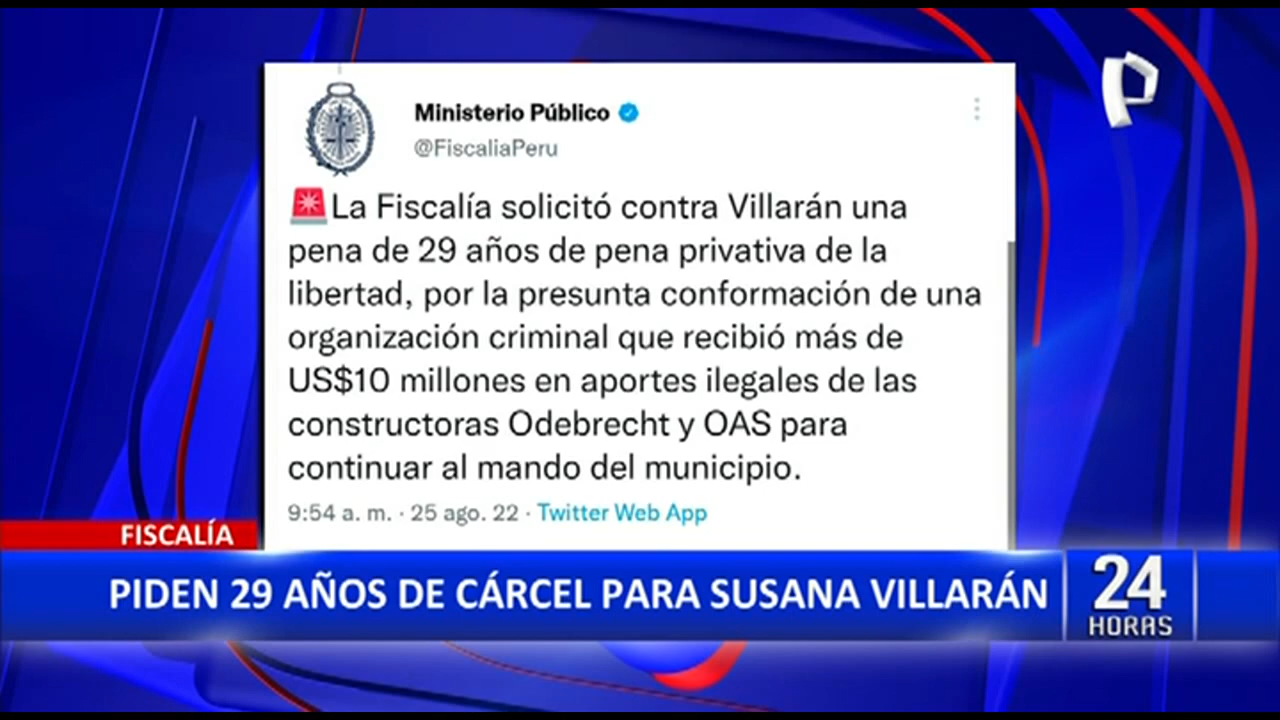 Ministerio Público
@FiscaliaPeru
🚨La Fiscalía solicitó contra Villarán una
pena de 29 años de pena privativa de la
libertad, por la presunta conformación de una
organización criminal que recibió más de
US$10 millones en aportes ilegales de las
constructoras Odebrecht y OAS para
continuar al mando del municipio.
9:54 a. m. · 25 ago. 22 · Twitter Web App
FISCALÍA
PIDEN 29 AÑOS DE CÁRCEL PARA SUSANA VILLARÁN
24
HORAS